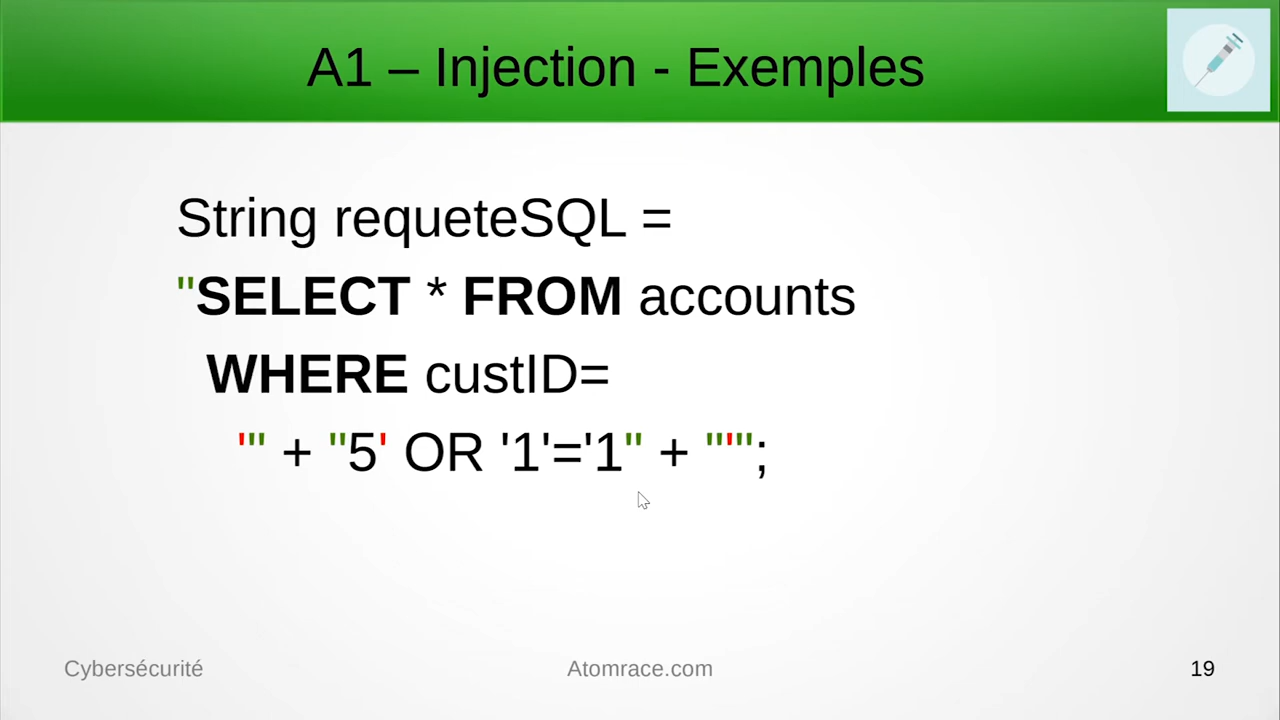 A1 – Injection - Exemples
String requeteSQL =
"SELECT * FROM accounts
WHERE custID=
'" + "5' OR '1'='1" + "'";
Cybersécurité
Atomrace.com
19